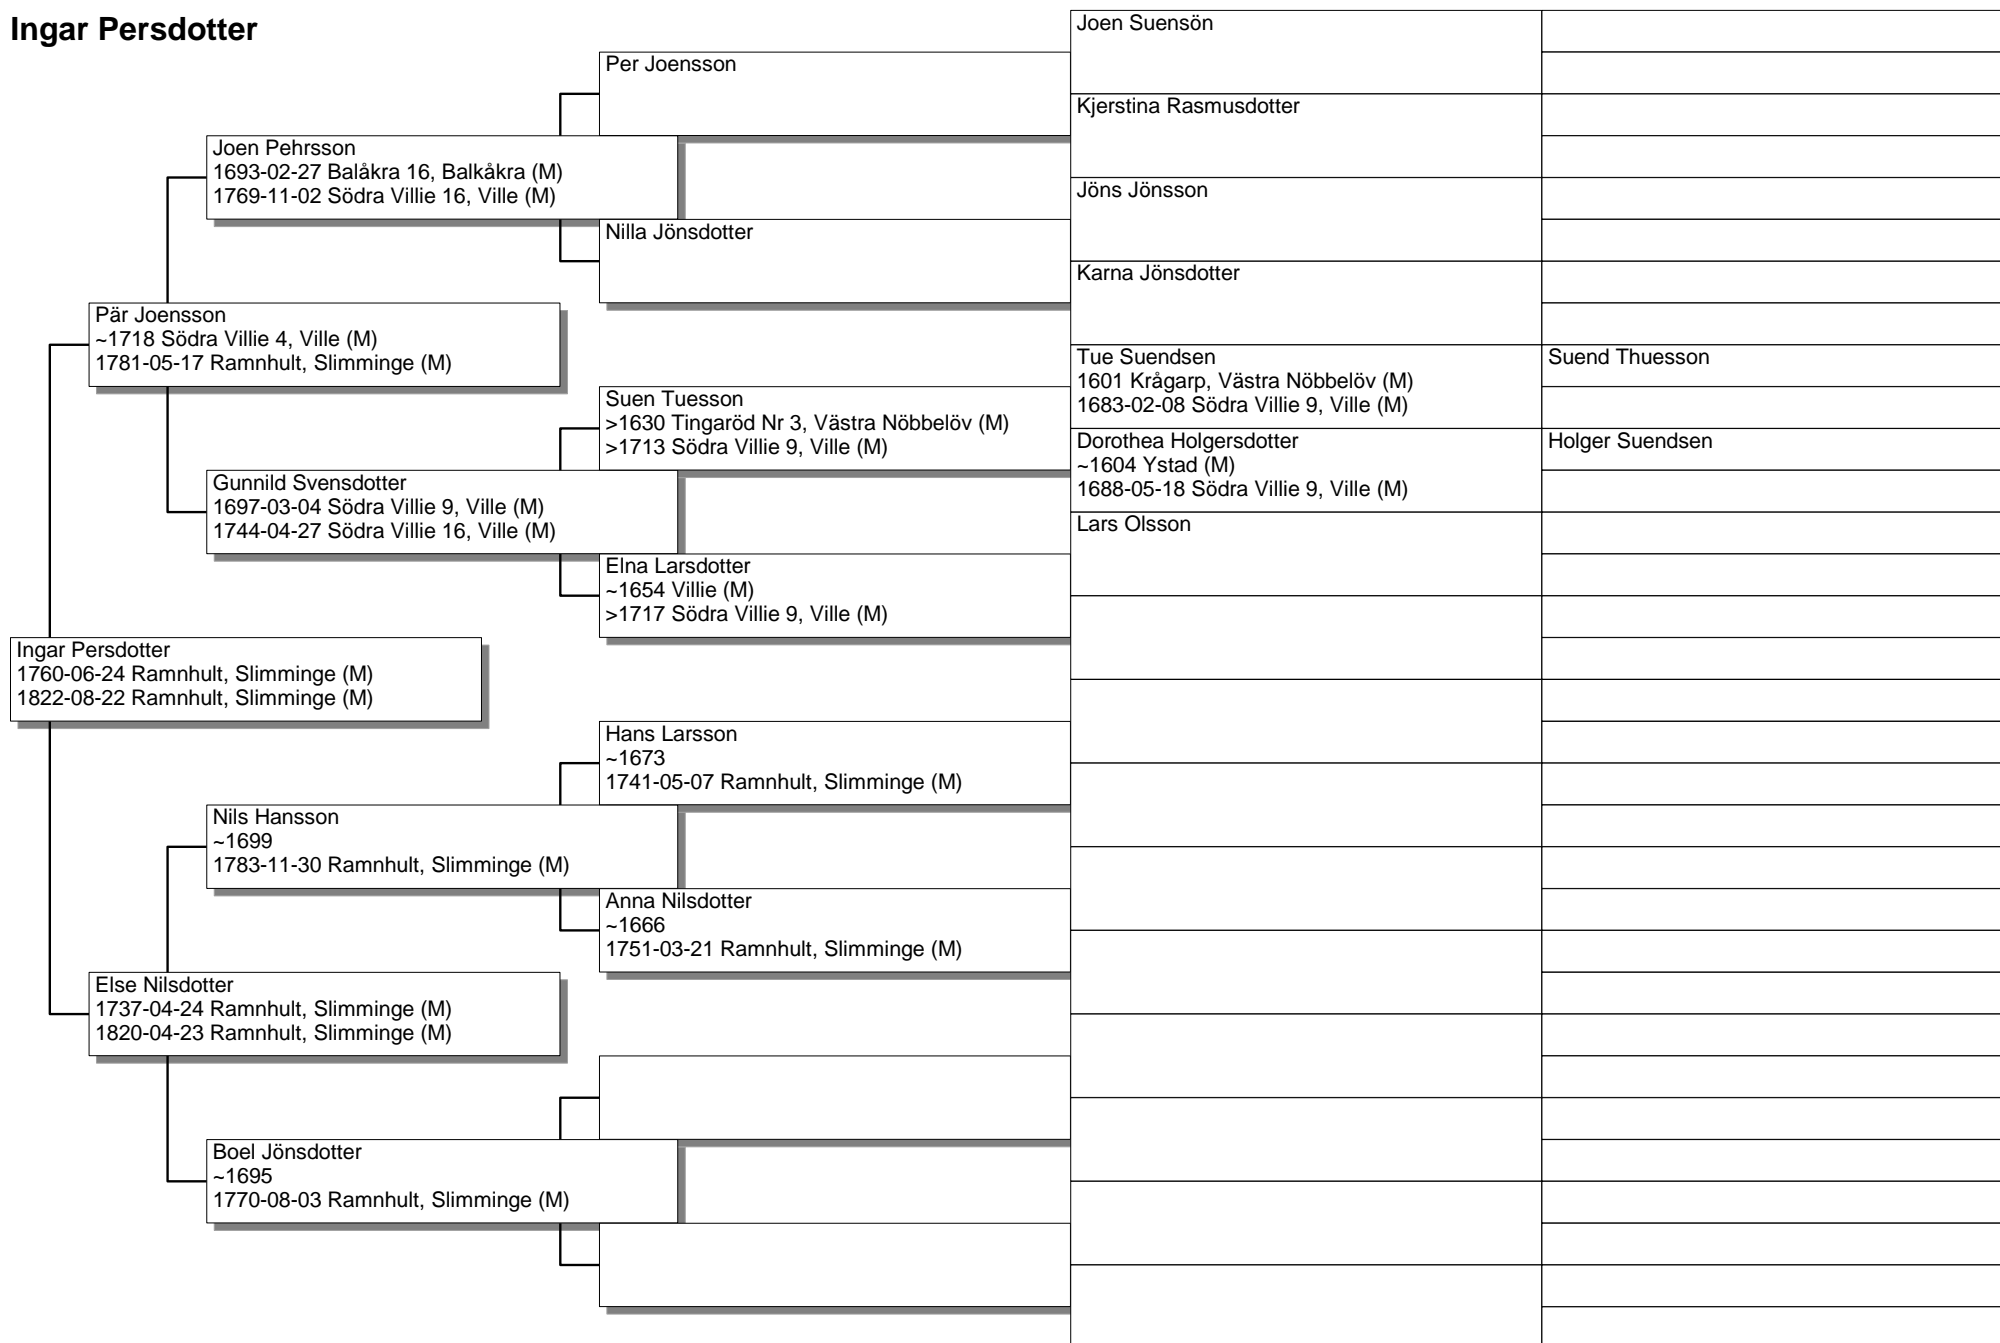 Ingar Persdotter
Ingar Persdotter
1760-06-24 Ramnhult, Slimminge (M)
1822-08-22 Ramnhult, Slimminge (M)
Pär Joensson
~1718 Södra Villie 4, Ville (M)
1781-05-17 Ramnhult, Slimminge (M)
Else Nilsdotter
1737-04-24 Ramnhult, Slimminge (M)
1820-04-23 Ramnhult, Slimminge (M)
Joen Pehrsson
1693-02-27 Balåkra 16, Balkåkra (M)
1769-11-02 Södra Villie 16, Ville (M)
Gunnild Svensdotter
1697-03-04 Södra Villie 9, Ville (M)
1744-04-27 Södra Villie 16, Ville (M)
Nils Hansson
~1699
1783-11-30 Ramnhult, Slimminge (M)
Boel Jönsdotter
~1695
1770-08-03 Ramnhult, Slimminge (M)
Per Joensson
Nilla Jönsdotter
Suen Tuesson
>1630 Tingaröd Nr 3, Västra Nöbbelöv (M)
>1713 Södra Villie 9, Ville (M)
Elna Larsdotter
~1654 Villie (M)
>1717 Södra Villie 9, Ville (M)
Hans Larsson
~1673
1741-05-07 Ramnhult, Slimminge (M)
Anna Nilsdotter
~1666
1751-03-21 Ramnhult, Slimminge (M)
Joen Suensön
Kjerstina Rasmusdotter
Jöns Jönsson
Karna Jönsdotter
Tue Suendsen
1601 Krågarp, Västra Nöbbelöv (M)
1683-02-08 Södra Villie 9, Ville (M)
Dorothea Holgersdotter
~1604 Ystad (M)
1688-05-18 Södra Villie 9, Ville (M)
Lars Olsson
Suend Thuesson
Holger Suendsen